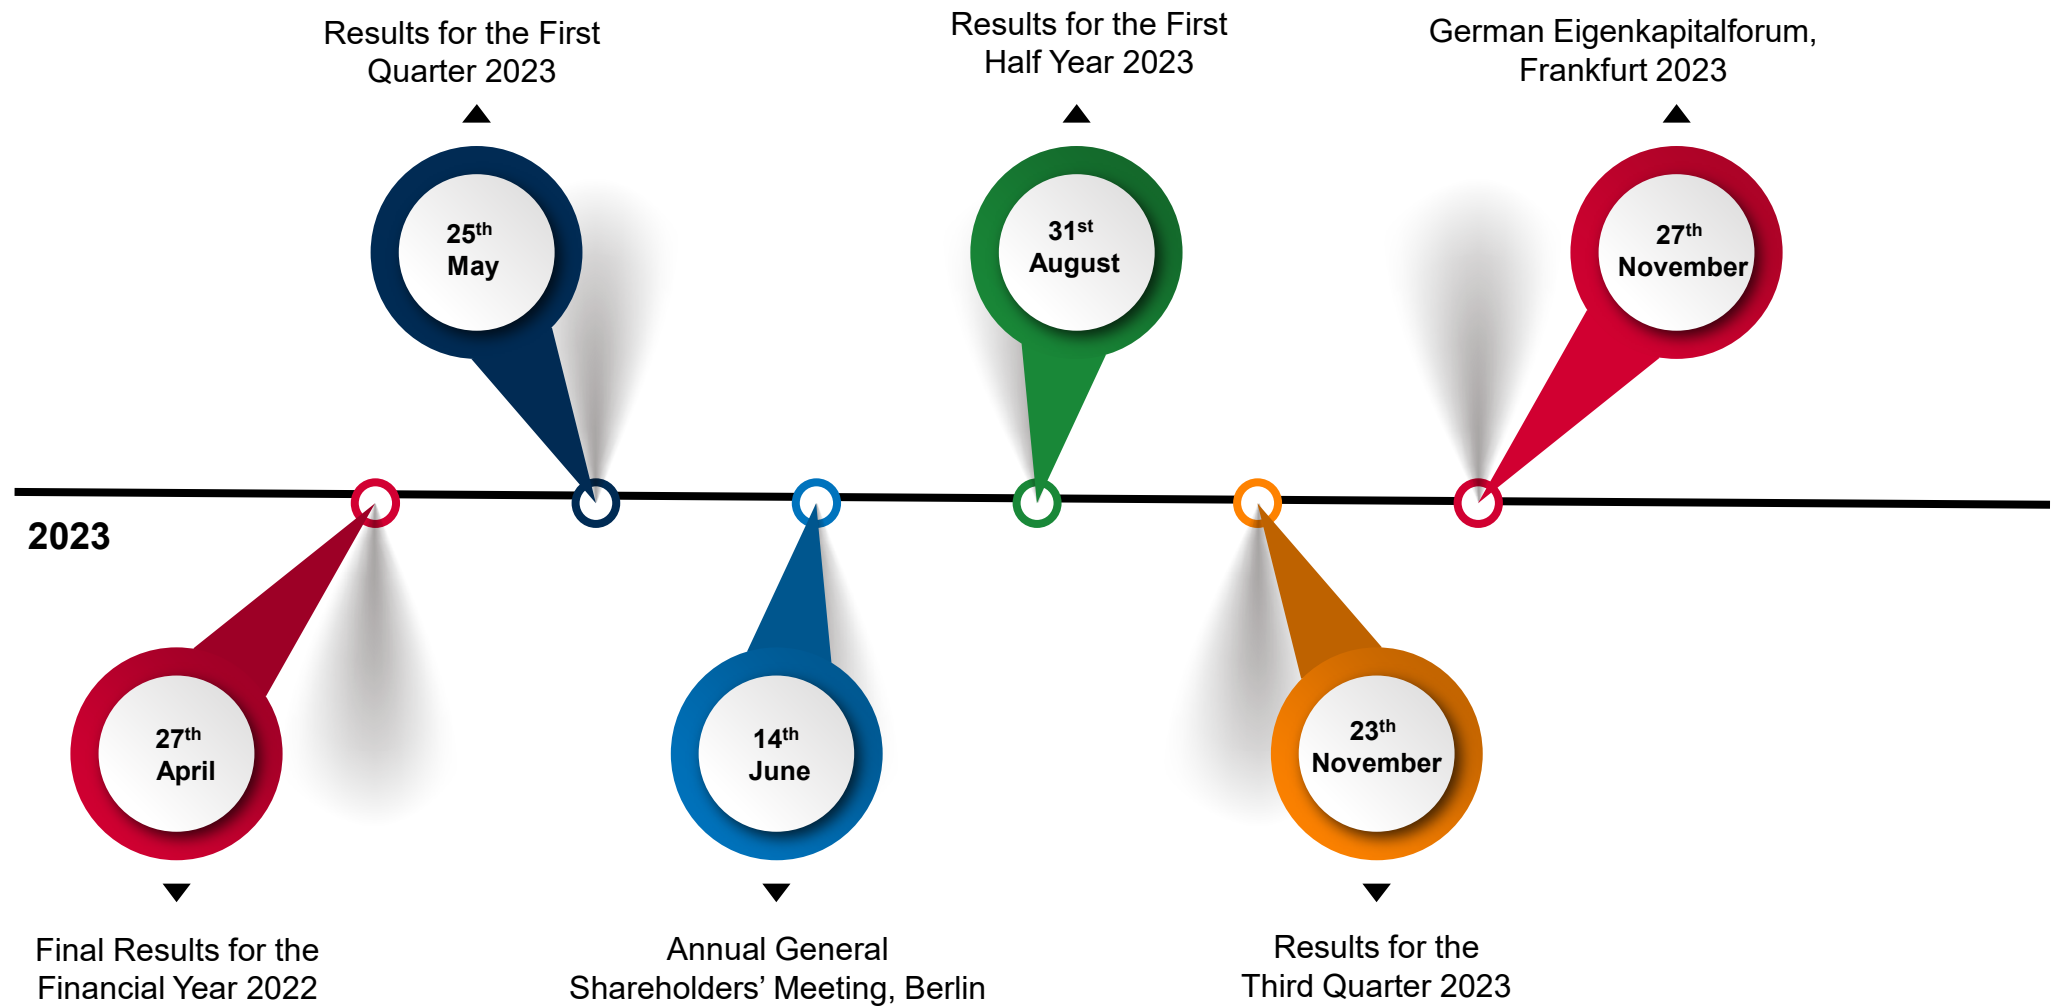 Results for the First
Quarter 2023
Results for the First
Half Year 2023
German Eigenkapitalforum,
Frankfurt 2023
25th
May
31st
August
27th
November
2023
27th
April
14th
June
23th
November
Final Results for the
Financial Year 2022
Annual General
Shareholders’ Meeting, Berlin
Results for the
Third Quarter 2023